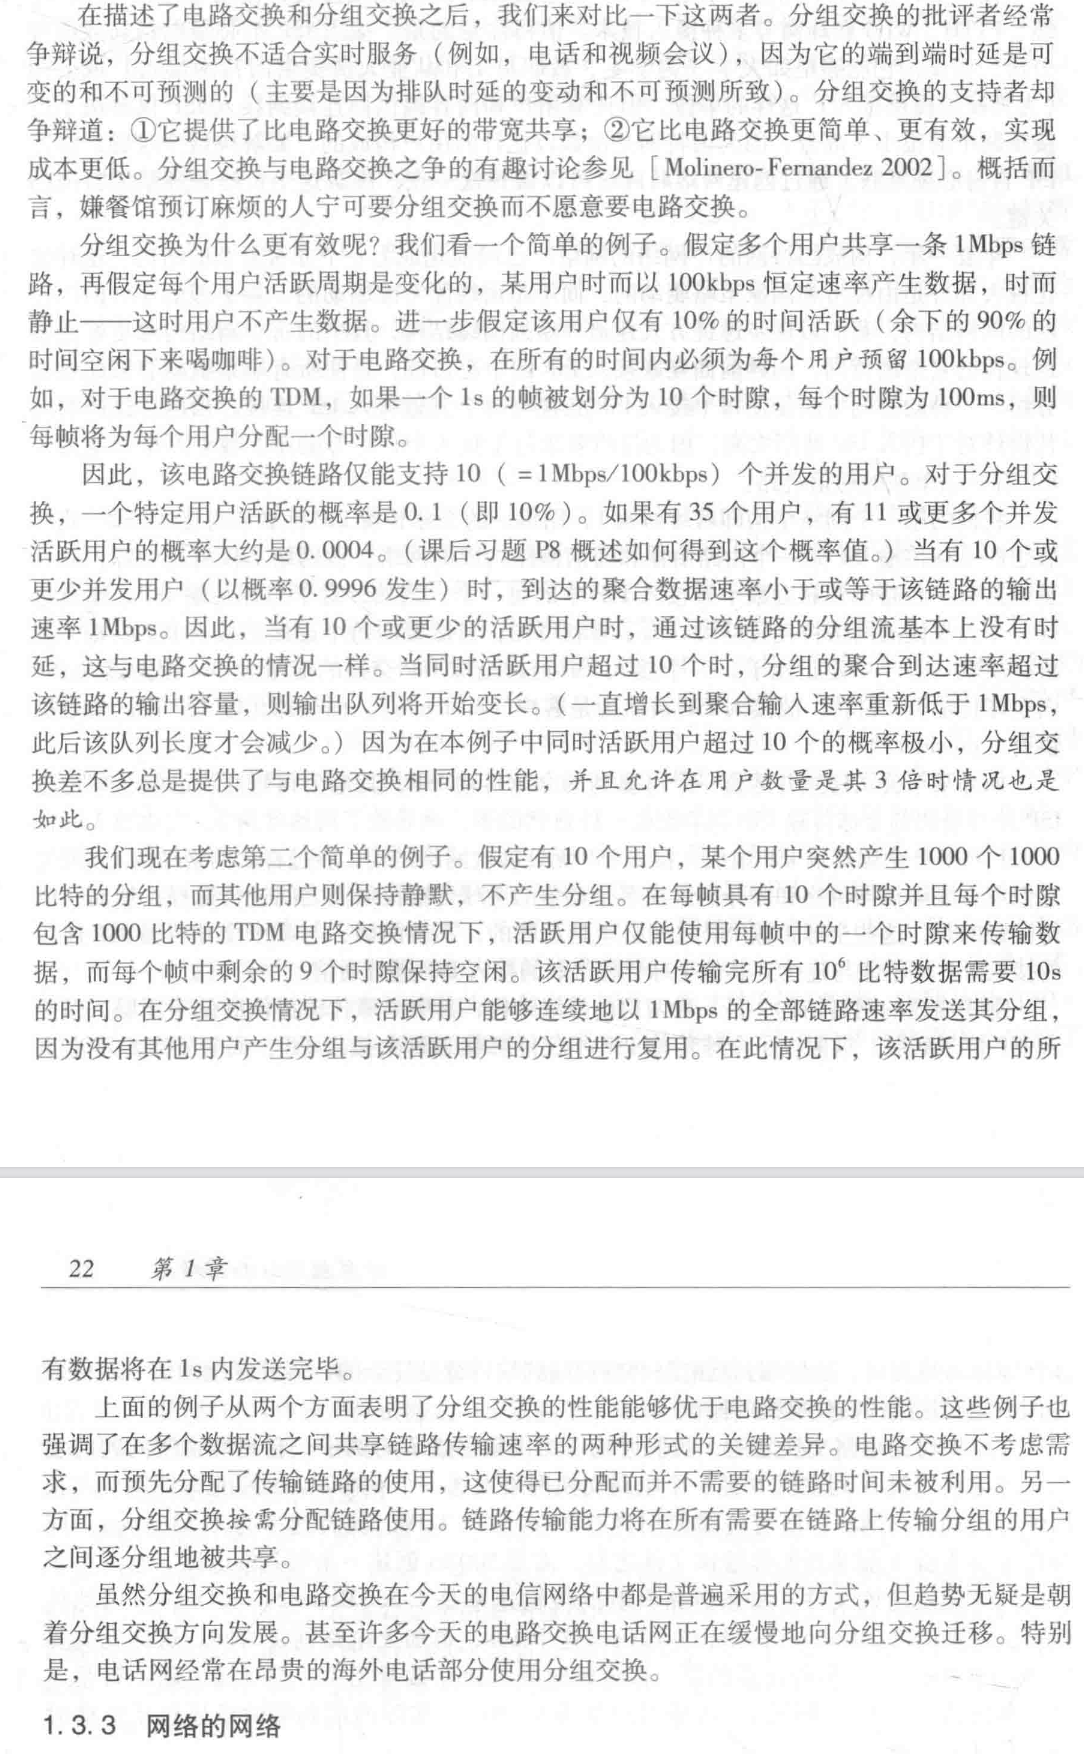 在描述了电路交换和分组交换之后，我们来对比一下这两者。分组交换的批评者经常
争辩说，分组交换不适合实时服务（例如，电话和视频会议），因为它的端到端时延是可
变的和不可预测的（主要是因为排队时延的变动和不可预测所致）。分组交换的支持者却
争辩道：①它提供了比电路交换更好的带宽共享；②它比电路交换更简单、更有效，实现
成本更低。分组交换与电路交换之争的有趣讨论参见［Molinero-Fernandez 2002］。概括而
言，嫌餐馆预订麻烦的人宁可要分组交换而不愿意要电路交换。
分组交换为什么更有效呢？我们看一个简单的例子。假定多个用户共享一条 1Mbps 链
路，再假定每个用户活跃周期是变化的，某用户时而以 100kbps 恒定速率产生数据，时而
静止——这时用户不产生数据。进一步假定该用户仅有 10% 的时间活跃（余下的 90% 的
时间空闲下来喝咖啡）。对于电路交换，在所有的时间内必须为每个用户预留 100kbps。例
如，对于电路交换的 TDM，如果一个 1s 的帧被划分为 10 个时隙，每个时隙为 100ms，则
每帧将为每个用户分配一个时隙。
因此，该电路交换链路仅能支持 10（=1Mbps/100kbps）个并发的用户。对于分组交
换，一个特定用户活跃的概率是 0.1（即 10%）。如果有 35 个用户，有 11 或更多个并发
活跃用户的概率大约是 0.0004。（课后习题 P8 概述如何得到这个概率值。）当有 10 个或
更少并发用户（以概率 0.9996 发生）时，到达的聚合数据速率小于或等于该链路的输出
速率 1Mbps。因此，当有 10 个或更少的活跃用户时，通过该链路的分组流基本上没有时
延，这与电路交换的情况一样。当同时活跃用户超过 10 个时，分组的聚合到达速率超过
该链路的输出容量，则输出队列将开始变长。（一直增长到聚合输入速率重新低于 1Mbps，
此后该队列长度才会减少。）因为在本例子中同时活跃用户超过 10 个的概率极小，分组交
换差不多总是提供了与电路交换相同的性能，并且允许在用户数量是其 3 倍时情况也是
如此。
我们现在考虑第二个简单的例子。假定有 10 个用户，某个用户突然产生 1000 个 1000
比特的分组，而其他用户则保持静默，不产生分组。在每帧具有 10 个时隙并且每个时隙
包含 1000 比特的 TDM 电路交换情况下，活跃用户仅能使用每帧中的一个时隙来传输数
据，而每个帧中剩余的 9 个时隙保持空闲。该活跃用户传输完所有 10⁶ 比特数据需要 10s
的时间。在分组交换情况下，活跃用户能够连续地以 1Mbps 的全部链路速率发送其分组，
因为没有其他用户产生分组与该活跃用户的分组进行复用。在此情况下，该活跃用户的所
22 第 1 章
有数据将在 1s 内发送完毕。
上面的例子从两个方面表明了分组交换的性能能够优于电路交换的性能。这些例子也
强调了在多个数据流之间共享链路传输速率的两种形式的关键差异。电路交换不考虑需
求，而预先分配了传输链路的使用，这使得已分配而并不需要的链路时间未被利用。另一
方面，分组交换按需分配链路使用。链路传输能力将在所有需要在链路上传输分组的用户
之间逐分组地被共享。
虽然分组交换和电路交换在今天的电信网络中都是普遍采用的方式，但趋势无疑是朝
着分组交换方向发展。甚至许多今天的电路交换电话网正在缓慢地向分组交换迁移。特别
是，电话网经常在昂贵的海外电话部分使用分组交换。
1.3.3 网络的网络